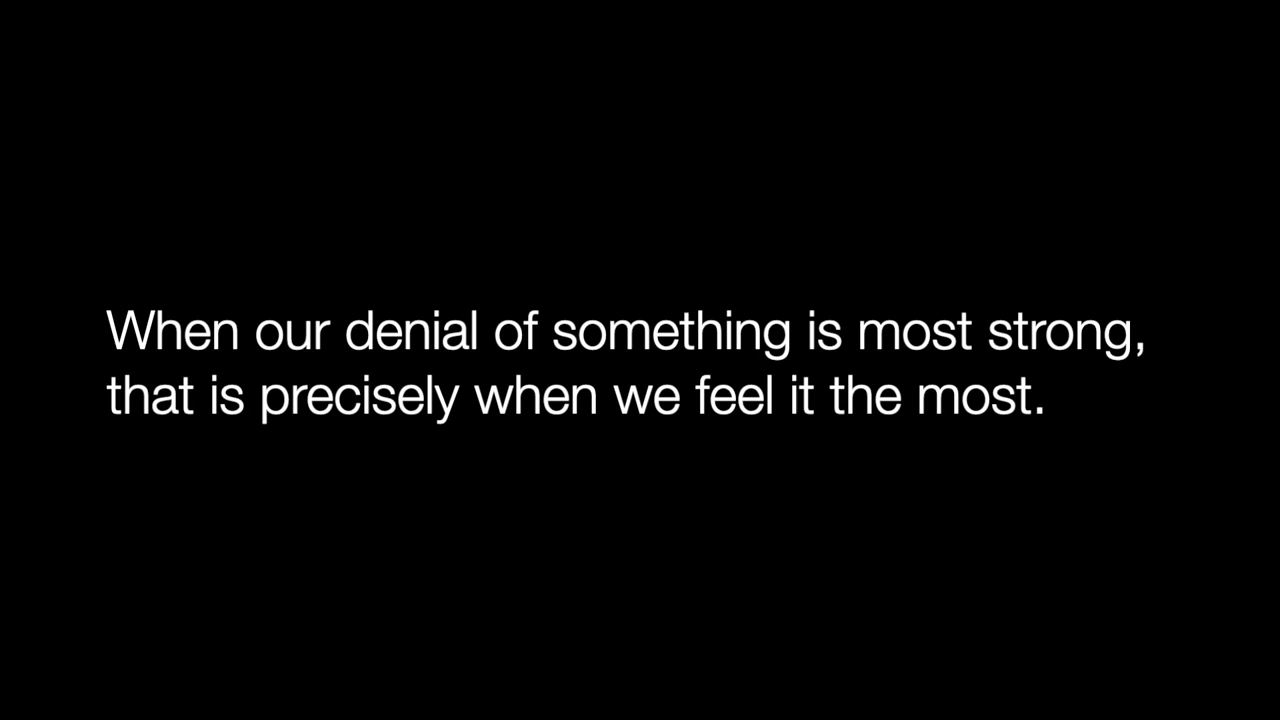 When our denial of something is most strong,
that is precisely when we feel it the most.